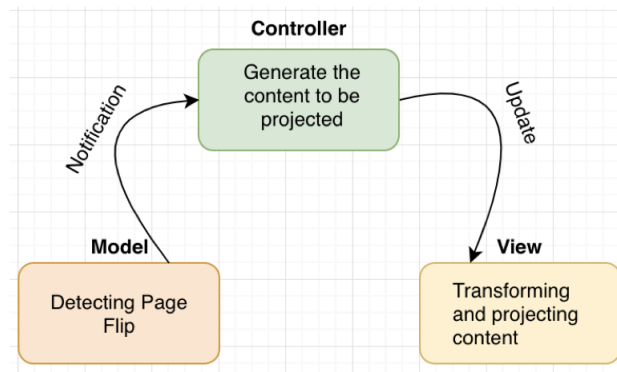 Controller
Generate the
content to be
projected
Notification
Update
Model
Detecting Page
Flip
View
Transforming
and projecting
content